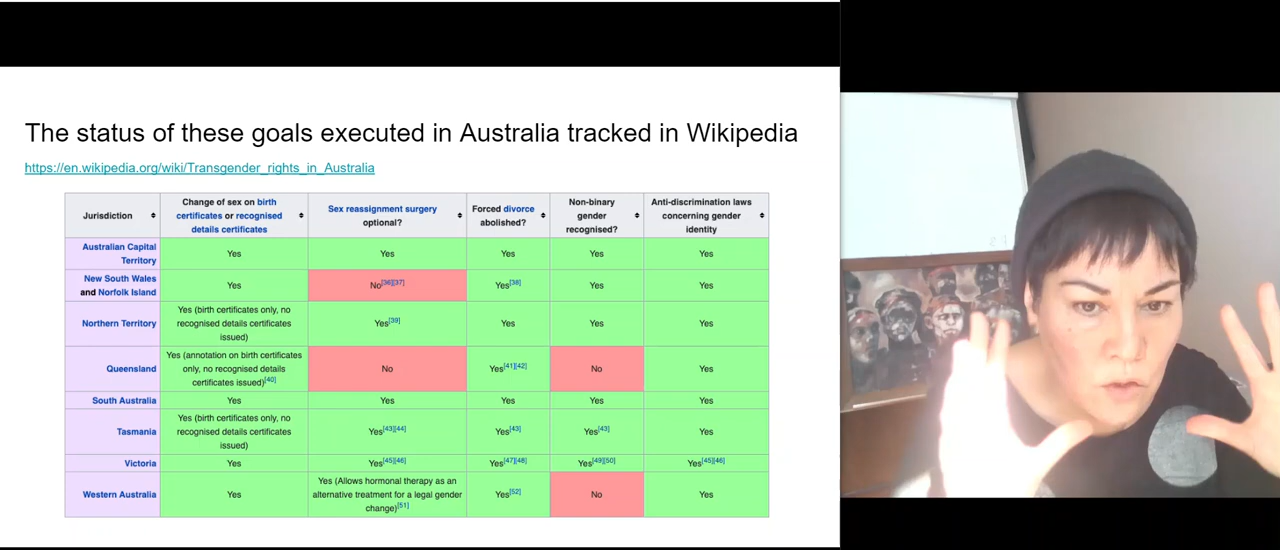 The status of these goals executed in Australia tracked in Wikipedia
https://en.wikipedia.org/wiki/Transgender_rights_in_Australia
Jurisdiction
Change of sex on birth
certificates or recognised
details certificates
Sex reassignment surgery
optional?
Forced divorce
abolished?
Non-binary
gender
recognised?
Anti-discrimination laws
concerning gender
identity
Australian Capital
Territory
Yes
Yes
Yes
Yes
Yes
New South Wales
and Norfolk Island
Yes
No[36][37]
Yes[38]
Yes
Yes
Northern Territory
Yes (birth certificates only, no
recognised details certificates
issued)
Yes[39]
Yes
Yes
Yes
Queensland
Yes (annotation on birth certificates
only, no recognised details
certificates issued)[40]
No
Yes[41][42]
No
Yes
South Australia
Yes
Yes
Yes
Yes
Yes
Tasmania
Yes (birth certificates only, no
recognised details certificates
issued)
Yes[43][44]
Yes[43]
Yes[43]
Yes
Victoria
Yes
Yes[45][46]
Yes[47][48]
Yes[49][50]
Yes[45][46]
Western Australia
Yes
Yes (Allows hormonal therapy as an
alternative treatment for a legal gender
change)[51]
Yes[52]
No
Yes